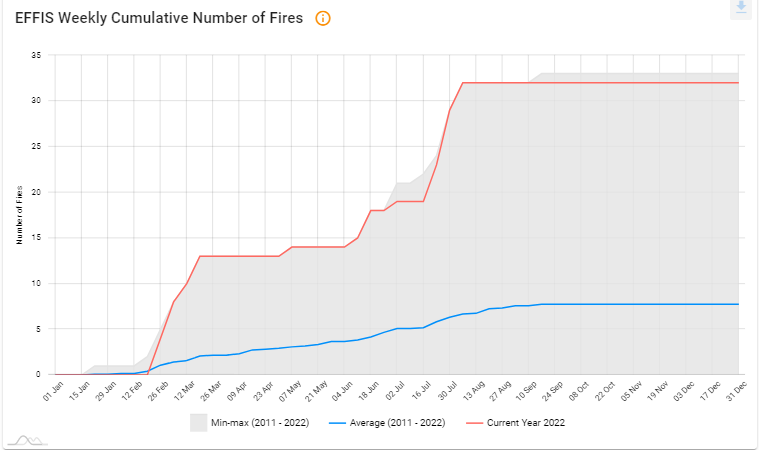 EFFIS Weekly Cumulative Number of Fires
35
30
25
20
15
10
5
0
Number of Fires
01 Jan
15 Jan
29 Jan
12 Feb
26 Feb
12 Mar
26 Mar
09 Apr
23 Apr
07 May
21 May
04 Jun
18 Jun
02 Jul
16 Jul
30 Jul
13 Aug
27 Aug
10 Sep
24 Sep
08 Oct
22 Oct
05 Nov
19 Nov
03 Dec
17 Dec
31 Dec
Min-max (2011 - 2022) Average (2011 - 2022) Current Year 2022